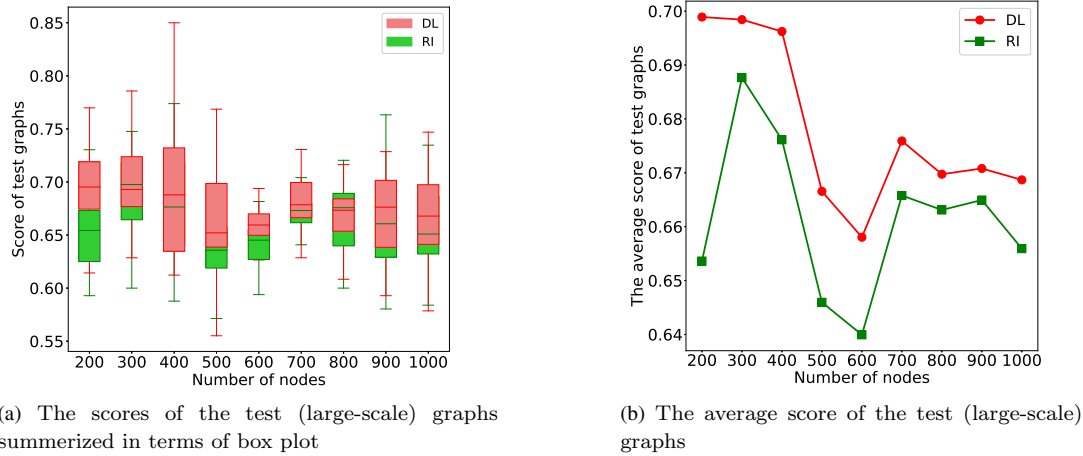 0.85
0.80
0.75
0.70
0.65
0.60
0.55
Score of test graphs
DL
RI
200 300 400 500 600 700 800 900 1000
Number of nodes
(a) The scores of the test (large-scale) graphs
summerized in terms of box plot
0.70
0.69
0.68
0.67
0.66
0.65
0.64
The average score of test graphs
DL
RI
200 300 400 500 600 700 800 900 1000
Number of nodes
(b) The average score of the test (large-scale)
graphs